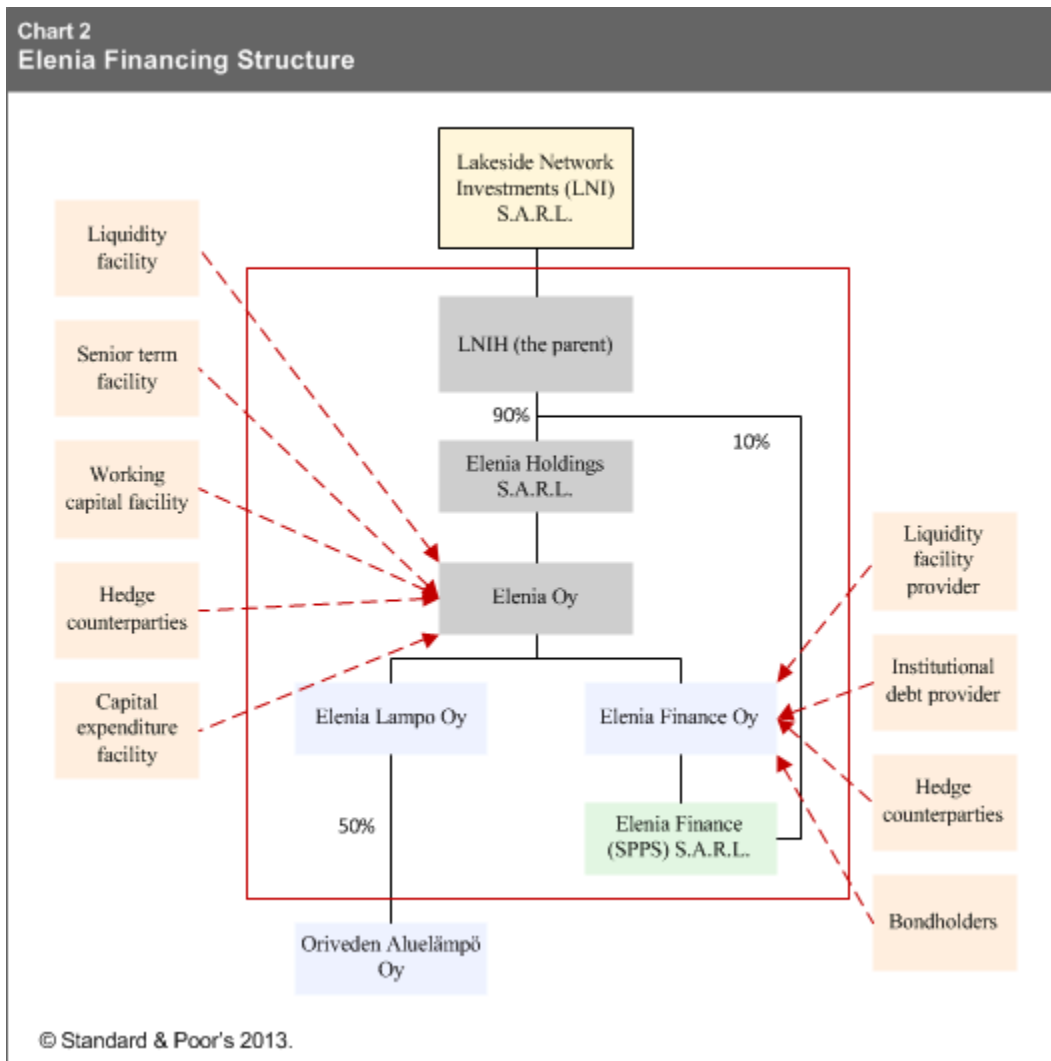 Chart 2
Elenia Financing Structure
Lakeside Network
Investments (LNI)
S.A.R.L.
Liquidity
facility
LNIH (the parent)
Senior term
facility
90%
10%
Elenia Holdings
S.A.R.L.
Working
capital facility
Liquidity
facility
provider
Elenia Oy
Hedge
counterparties
Institutional
debt provider
Capital
expenditure
facility
Elenia Lampo Oy
Elenia Finance Oy
Hedge
counterparties
50%
Elenia Finance
(SPPS) S.A.R.L.
Bondholders
Oriveden Aluelämpö
Oy
© Standard & Poor's 2013.